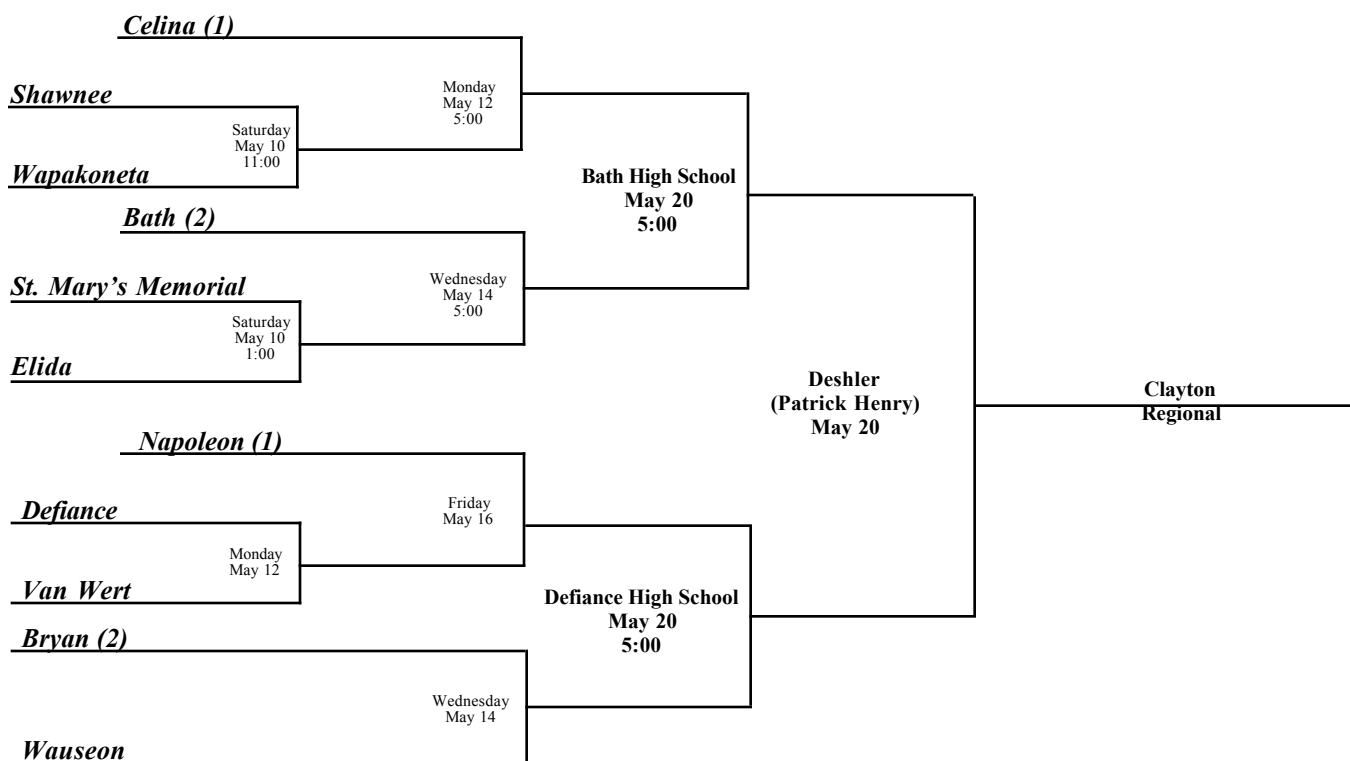 Celina (1)
Shawnee
Monday
May 12
5:00
Saturday
May 10
11:00
Wapakoneta
Bath High School
May 20
5:00
Bath (2)
St. Mary’s Memorial
Wednesday
May 14
5:00
Saturday
May 10
1:00
Elida
Deshler
(Patrick Henry)
May 20
Clayton
Regional
Napoleon (1)
Defiance
Friday
May 16
Monday
May 12
Van Wert
Defiance High School
May 20
5:00
Bryan (2)
Wednesday
May 14
Wauseon